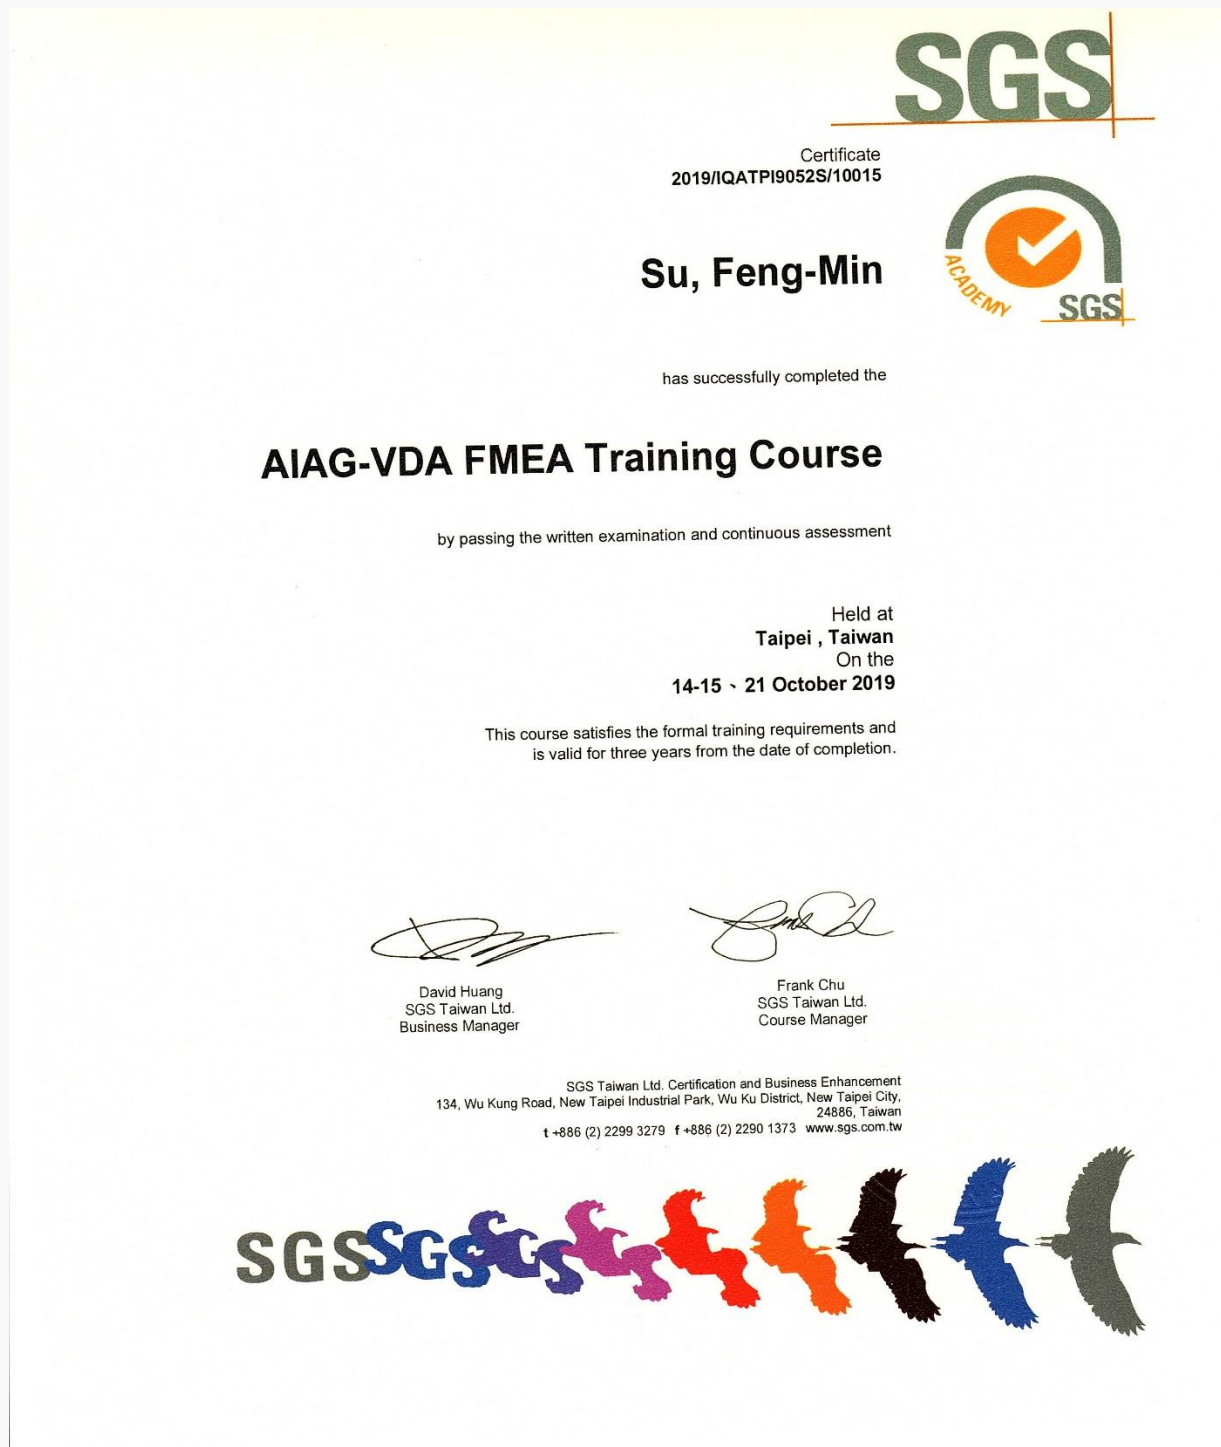 SGS
Certificate
2019/IQATPI9052S/10015
ACADEMY
SGS
Su, Feng-Min
has successfully completed the
AIAG-VDA FMEA Training Course
by passing the written examination and continuous assessment
Held at
Taipei , Taiwan
On the
14-15、21 October 2019
This course satisfies the formal training requirements and
is valid for three years from the date of completion.
David Huang
SGS Taiwan Ltd.
Business Manager
Frank Chu
SGS Taiwan Ltd.
Course Manager
SGS Taiwan Ltd. Certification and Business Enhancement
134, Wu Kung Road, New Taipei Industrial Park, Wu Ku District, New Taipei City,
24886, Taiwan
t +886 (2) 2299 3279 f +886 (2) 2290 1373 www.sgs.com.tw
SGS SGS SGS